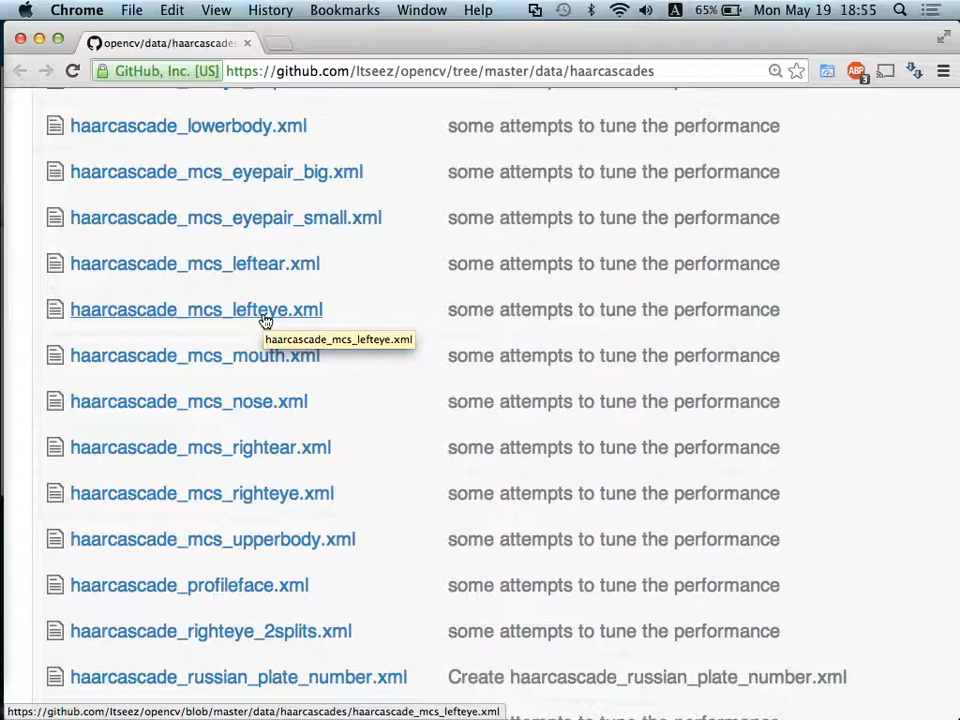 Chrome File Edit View History Bookmarks Window Help A 65% Mon May 19 18:55
opencv/data/haarcascades
GitHub, Inc. [US] https://github.com/Itseez/opencv/tree/master/data/haarcascades ABP 3
haarcascade_lowerbody.xml some attempts to tune the performance
haarcascade_mcs_eyepair_big.xml some attempts to tune the performance
haarcascade_mcs_eyepair_small.xml some attempts to tune the performance
haarcascade_mcs_leftear.xml some attempts to tune the performance
haarcascade_mcs_lefteye.xml some attempts to tune the performance
haarcascade_mcs_lefteye.xml
haarcascade_mcs_mouth.xml some attempts to tune the performance
haarcascade_mcs_nose.xml some attempts to tune the performance
haarcascade_mcs_rightear.xml some attempts to tune the performance
haarcascade_mcs_righteye.xml some attempts to tune the performance
haarcascade_mcs_upperbody.xml some attempts to tune the performance
haarcascade_profileface.xml some attempts to tune the performance
haarcascade_righteye_2splits.xml some attempts to tune the performance
haarcascade_russian_plate_number.xml Create haarcascade_russian_plate_number.xml
https://github.com/Itseez/opencv/blob/master/data/haarcascades/haarcascade_mcs_lefteye.xml